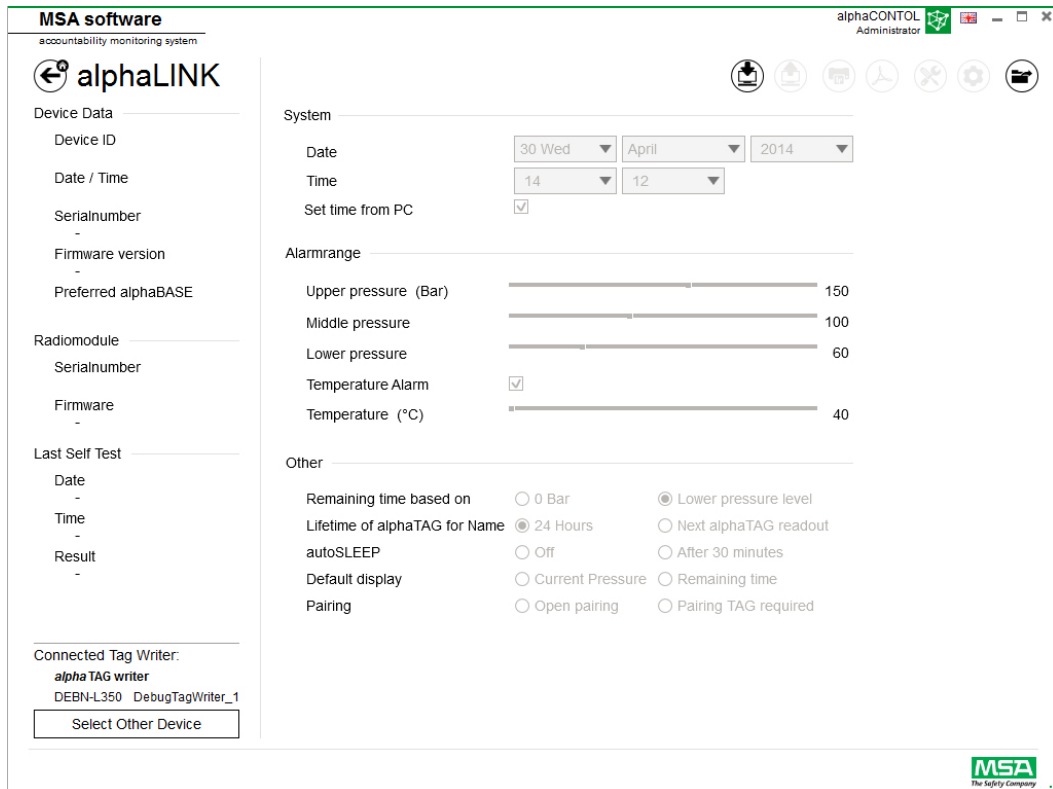 MSA software
accountability monitoring system
alphaCONTOL
Administrator
alphaLINK
Device Data
Device ID
Date / Time
Serialnumber
-
Firmware version
-
Preferred alphaBASE
Radiomodule
Serialnumber
Firmware
-
Last Self Test
Date
-
Time
-
Result
-
Connected Tag Writer:
alpha TAG writer
DEBN-L350 DebugTagWriter_1
Select Other Device
System
Date 30 Wed April 2014
Time 14 12
Set time from PC
Alarmrange
Upper pressure (Bar) 150
Middle pressure 100
Lower pressure 60
Temperature Alarm
Temperature (°C) 40
Other
Remaining time based on 0 Bar Lower pressure level
Lifetime of alphaTAG for Name 24 Hours Next alphaTAG readout
autoSLEEP Off After 30 minutes
Default display Current Pressure Remaining time
Pairing Open pairing Pairing TAG required
MSA
The Safety Company